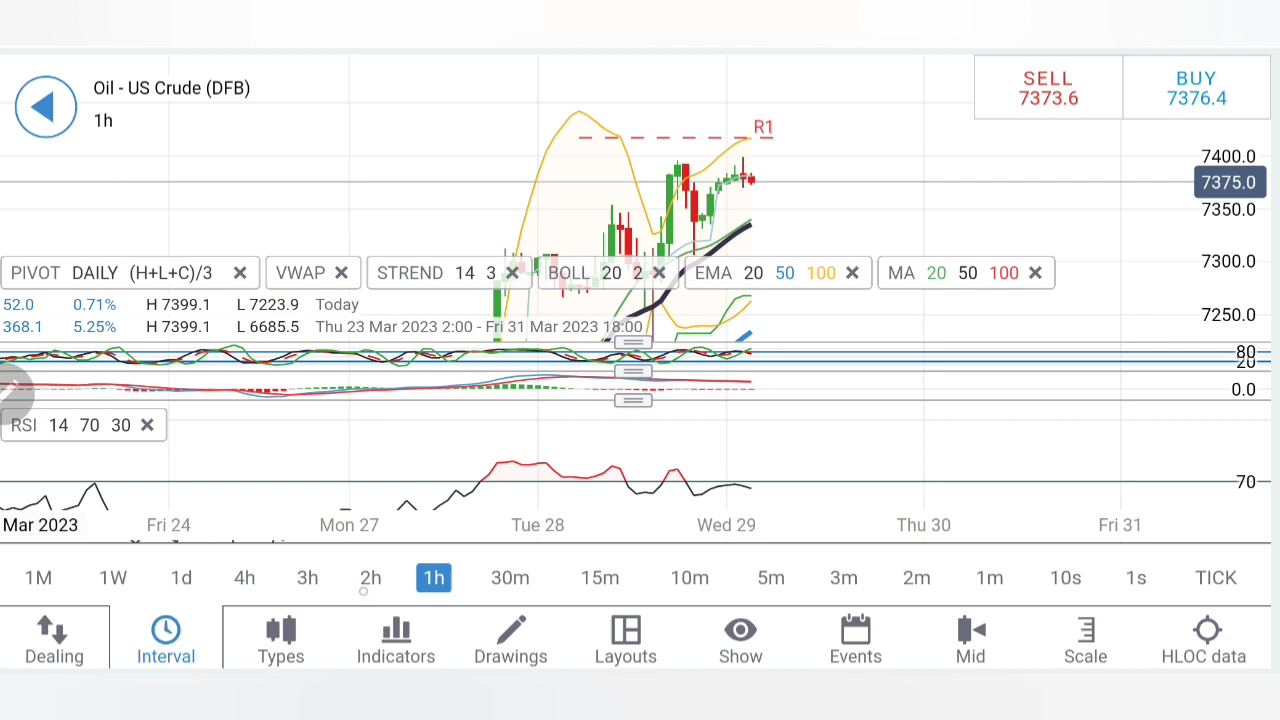 Oil - US Crude (DFB)
1h
SELL
7373.6
BUY
7376.4
R1
7400.0
7375.0
7350.0
7300.0
7250.0
PIVOT DAILY (H+L+C)/3
VWAP
STREND 14 3
BOLL 20 2
EMA 20 50 100
MA 20 50 100
52.0 0.71% H 7399.1 L 7223.9 Today
368.1 5.25% H 7399.1 L 6685.5 Thu 23 Mar 2023 2:00 - Fri 31 Mar 2023 18:00
80
20
0.0
RSI 14 70 30
70
Mar 2023 Fri 24 Mon 27 Tue 28 Wed 29 Thu 30 Fri 31
1M 1W 1d 4h 3h 2h 1h 30m 15m 10m 5m 3m 2m 1m 10s 1s TICK
Dealing Interval Types Indicators Drawings Layouts Show Events Mid Scale HLOC data